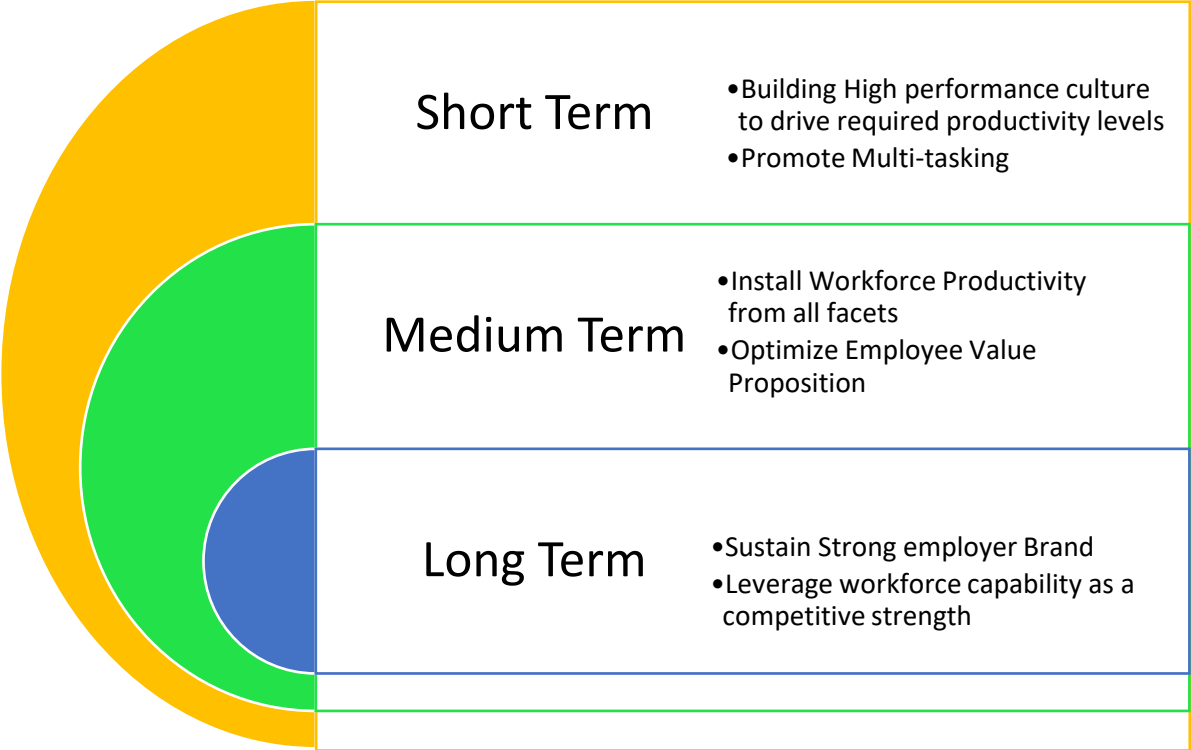 Short Term
•Building High performance culture
to drive required productivity levels
•Promote Multi-tasking
Medium Term
•Install Workforce Productivity
from all facets
•Optimize Employee Value
Proposition
Long Term
•Sustain Strong employer Brand
•Leverage workforce capability as a
competitive strength